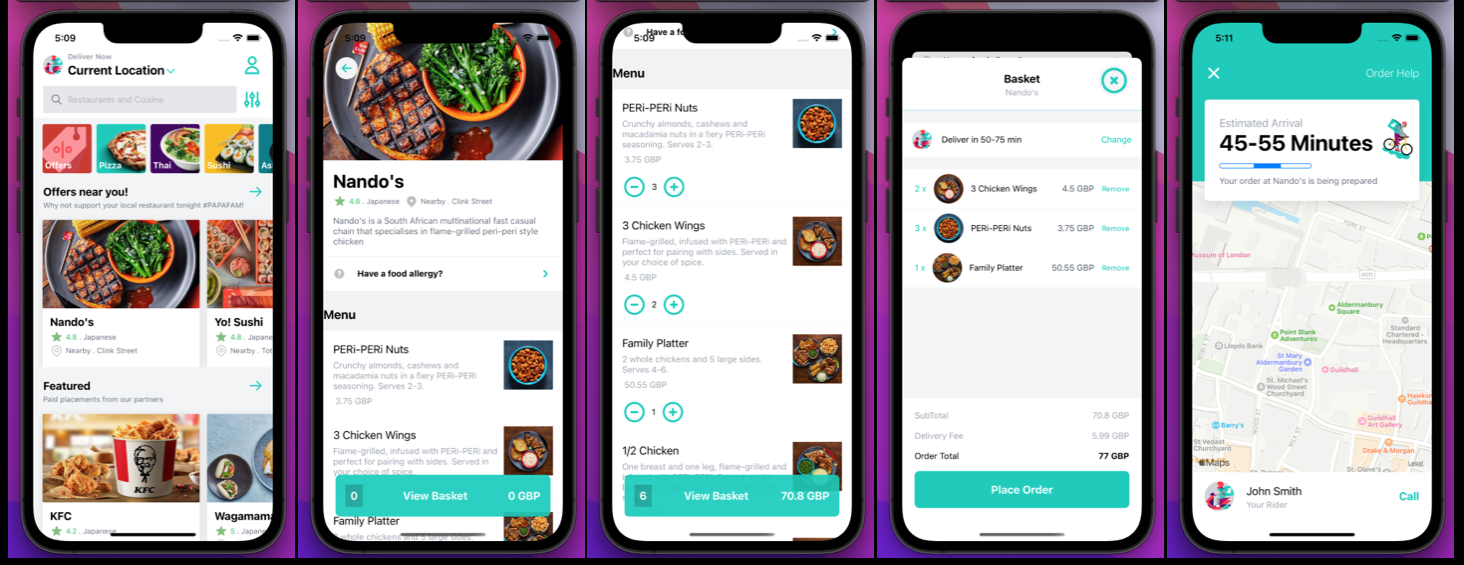 5:09
Deliver Now
Current Location
Restaurants and Cuisine
Offers
Pizza
Thai
Sushi
As
Offers near you!
Why not support your local restaurant tonight #PAPAFAM!
Nando's
4.8 . Japanese
Nearby . Clink Street
Yo! Sushi
4.8 . Japane
Nearby . Tot
Featured
Paid placements from our partners
KFC
KFC
4.2 . Japanese
Wagamama
5 . Japan
5:09
Nando's
4.8 . Japanese
Nearby . Clink Street
Nando's is a South African multinational fast casual
chain that specialises in flame-grilled peri-peri style
chicken
Have a food allergy?
Menu
PERi-PERi Nuts
Crunchy almonds, cashews and
macadamia nuts in a fiery PERi-PERi
seasoning. Serves 2-3.
3.75 GBP
3 Chicken Wings
Flame-grilled, infused with PERi-PERi and
perfect for pairing with sides. Served in
your choice of spice.
0
View Basket
0 GBP
Family Platter
2 whole chickens and 5 large sides.
5:09
Have a fo
Menu
PERi-PERi Nuts
Crunchy almonds, cashews and
macadamia nuts in a fiery PERi-PERi
seasoning. Serves 2-3.
3.75 GBP
3
3 Chicken Wings
Flame-grilled, infused with PERi-PERi and
perfect for pairing with sides. Served in
your choice of spice.
4.5 GBP
2
Family Platter
2 whole chickens and 5 large sides.
Serves 4-6.
50.55 GBP
1
1/2 Chicken
One breast and one leg, flame-grilled and
6
View Basket
70.8 GBP
Basket
Nando's
Deliver in 50-75 min
Change
2 x
3 Chicken Wings
4.5 GBP
Remove
3 x
PERi-PERi Nuts
3.75 GBP
Remove
1 x
Family Platter
50.55 GBP
Remove
SubTotal
70.8 GBP
Delivery Fee
5.99 GBP
Order Total
77 GBP
Place Order
5:11
Order Help
Estimated Arrival
45-55 Minutes
Your order at Nando's is being prepared
FORE ST
useum of London
Aldermanbury
Square
Standard
Chartered -
Headquarters
Point Blank
Adventures
Lloyds Bank
St Mary
Aldermanbury
Garden
Guildhall
St. Michael's
Wood Street
Churchyard
Hawks
Guildha
Guildhall
Art Gallery
Barry's
WOOD ST
MILK ST
St Vedast
Churchyard
Drake & Morgan
Maps
St. Olave's
Level
John Smith
Your Rider
Call